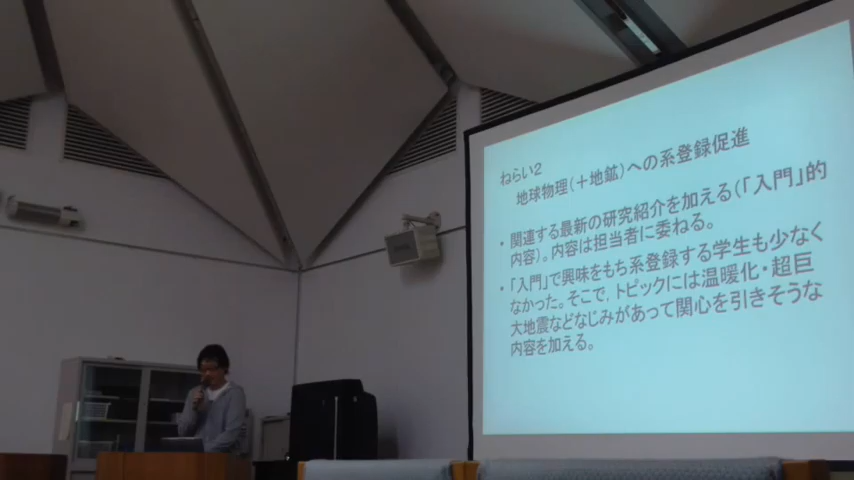 ねらい2
地球物理(＋地鉱)への系登録促進
・関連する最新の研究紹介を加える(「入門」的
内容)。内容は担当者に委ねる。
・「入門」で興味をもち系登録する学生も少なく
なかった。そこで、トピックには温暖化・超巨
大地震などなじみがあって関心を引きそうな
内容を加える。